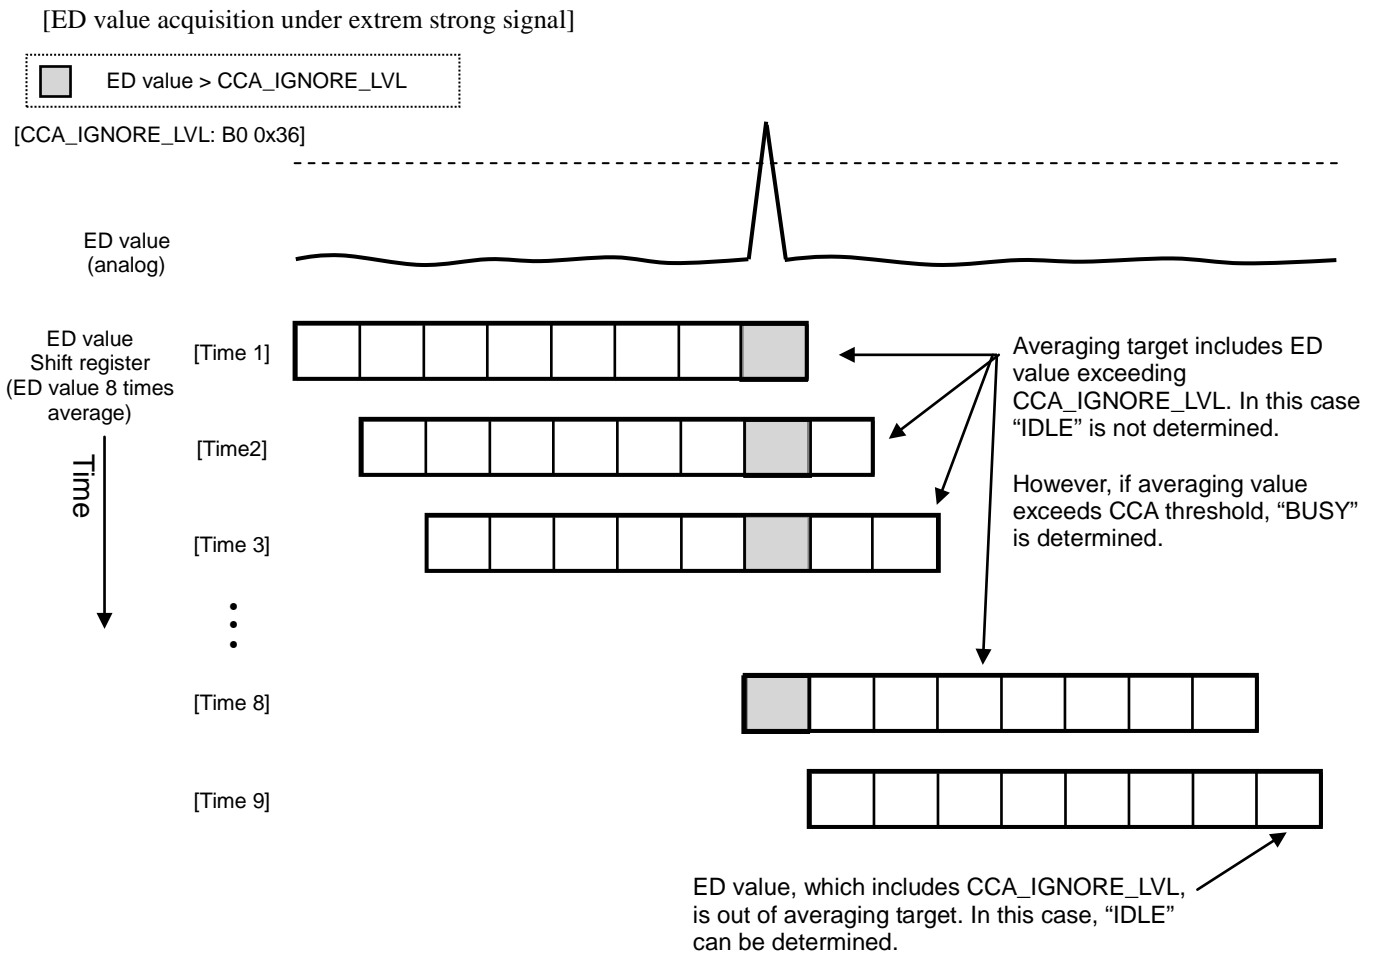 [ED value acquisition under extrem strong signal]
ED value > CCA_IGNORE_LVL
[CCA_IGNORE_LVL: B0 0x36]
ED value
(analog)
ED value
Shift register
(ED value 8 times
average)
Time
[Time 1]
[Time2]
[Time 3]
[Time 8]
[Time 9]
Averaging target includes ED
value exceeding
CCA_IGNORE_LVL. In this case
“IDLE” is not determined.
However, if averaging value
exceeds CCA threshold, “BUSY”
is determined.
ED value, which includes CCA_IGNORE_LVL,
is out of averaging target. In this case, “IDLE”
can be determined.